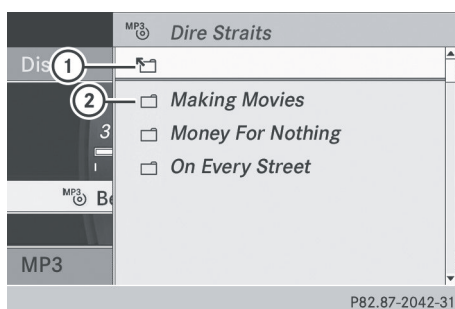 MP3 Dire Straits
Dis
1
2 Making Movies
3 Money For Nothing
On Every Street
MP3 Be
MP3
P82.87-2042-31